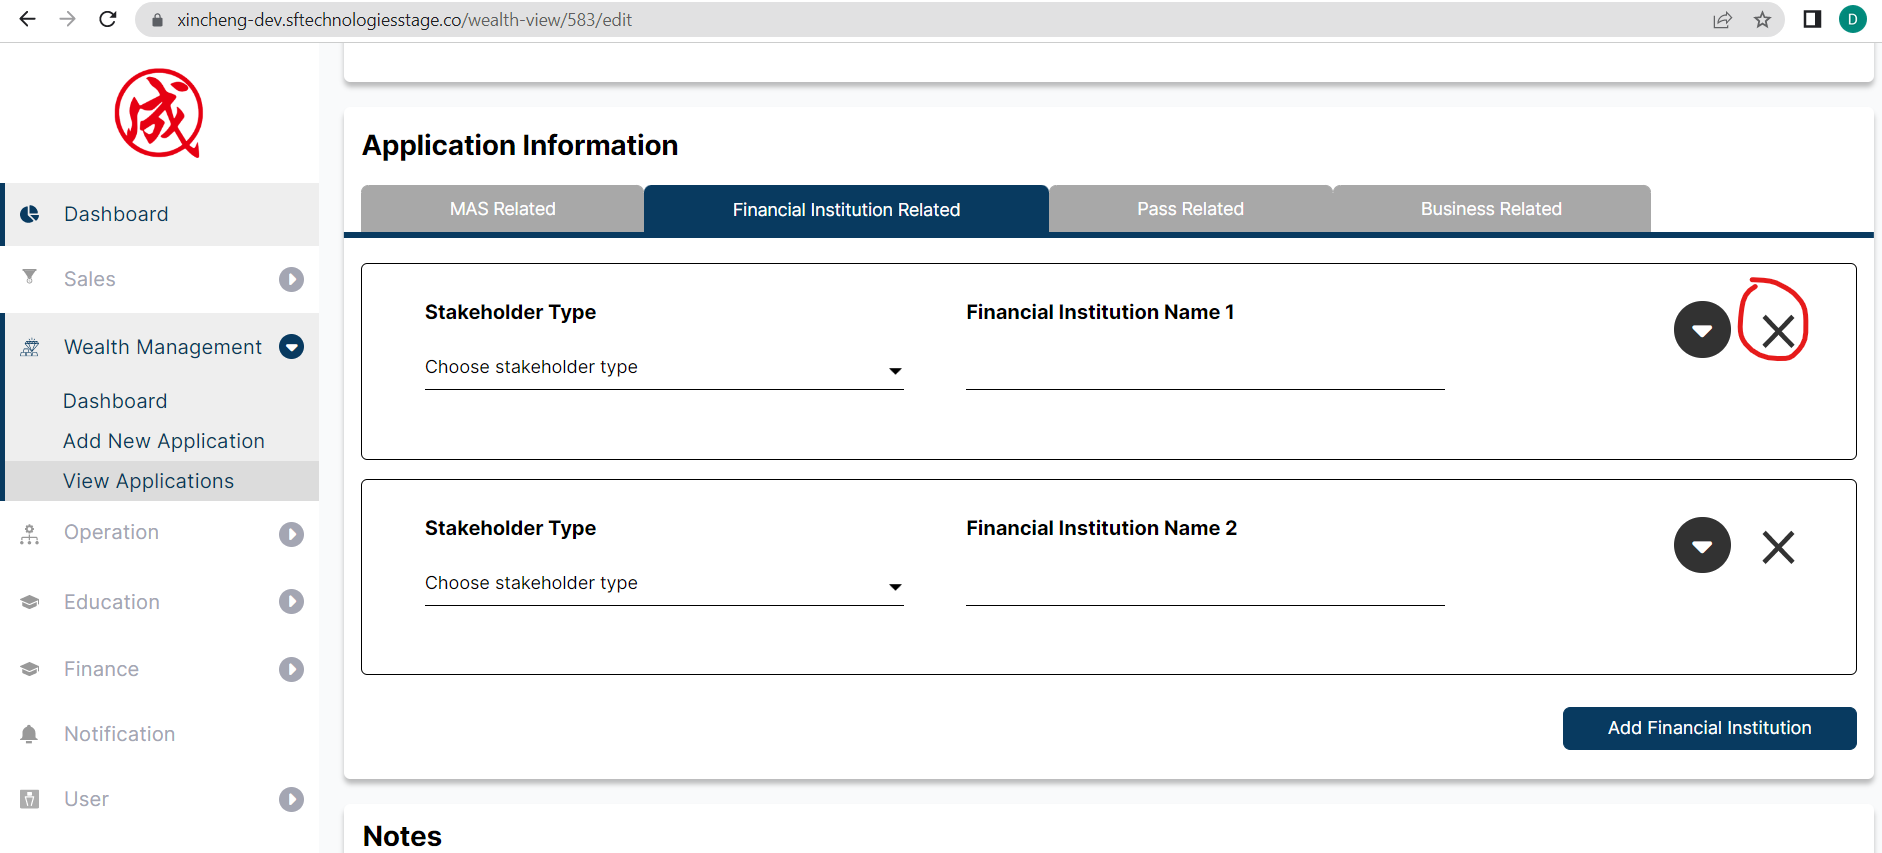 xincheng-dev.sftechnologiesstage.co/wealth-view/583/edit
D
成
Dashboard
Sales
Wealth Management
Dashboard
Add New Application
View Applications
Operation
Education
Finance
Notification
User
Application Information
MAS Related
Financial Institution Related
Pass Related
Business Related
Stakeholder Type
Financial Institution Name 1
Choose stakeholder type
Stakeholder Type
Financial Institution Name 2
Choose stakeholder type
Add Financial Institution
Notes